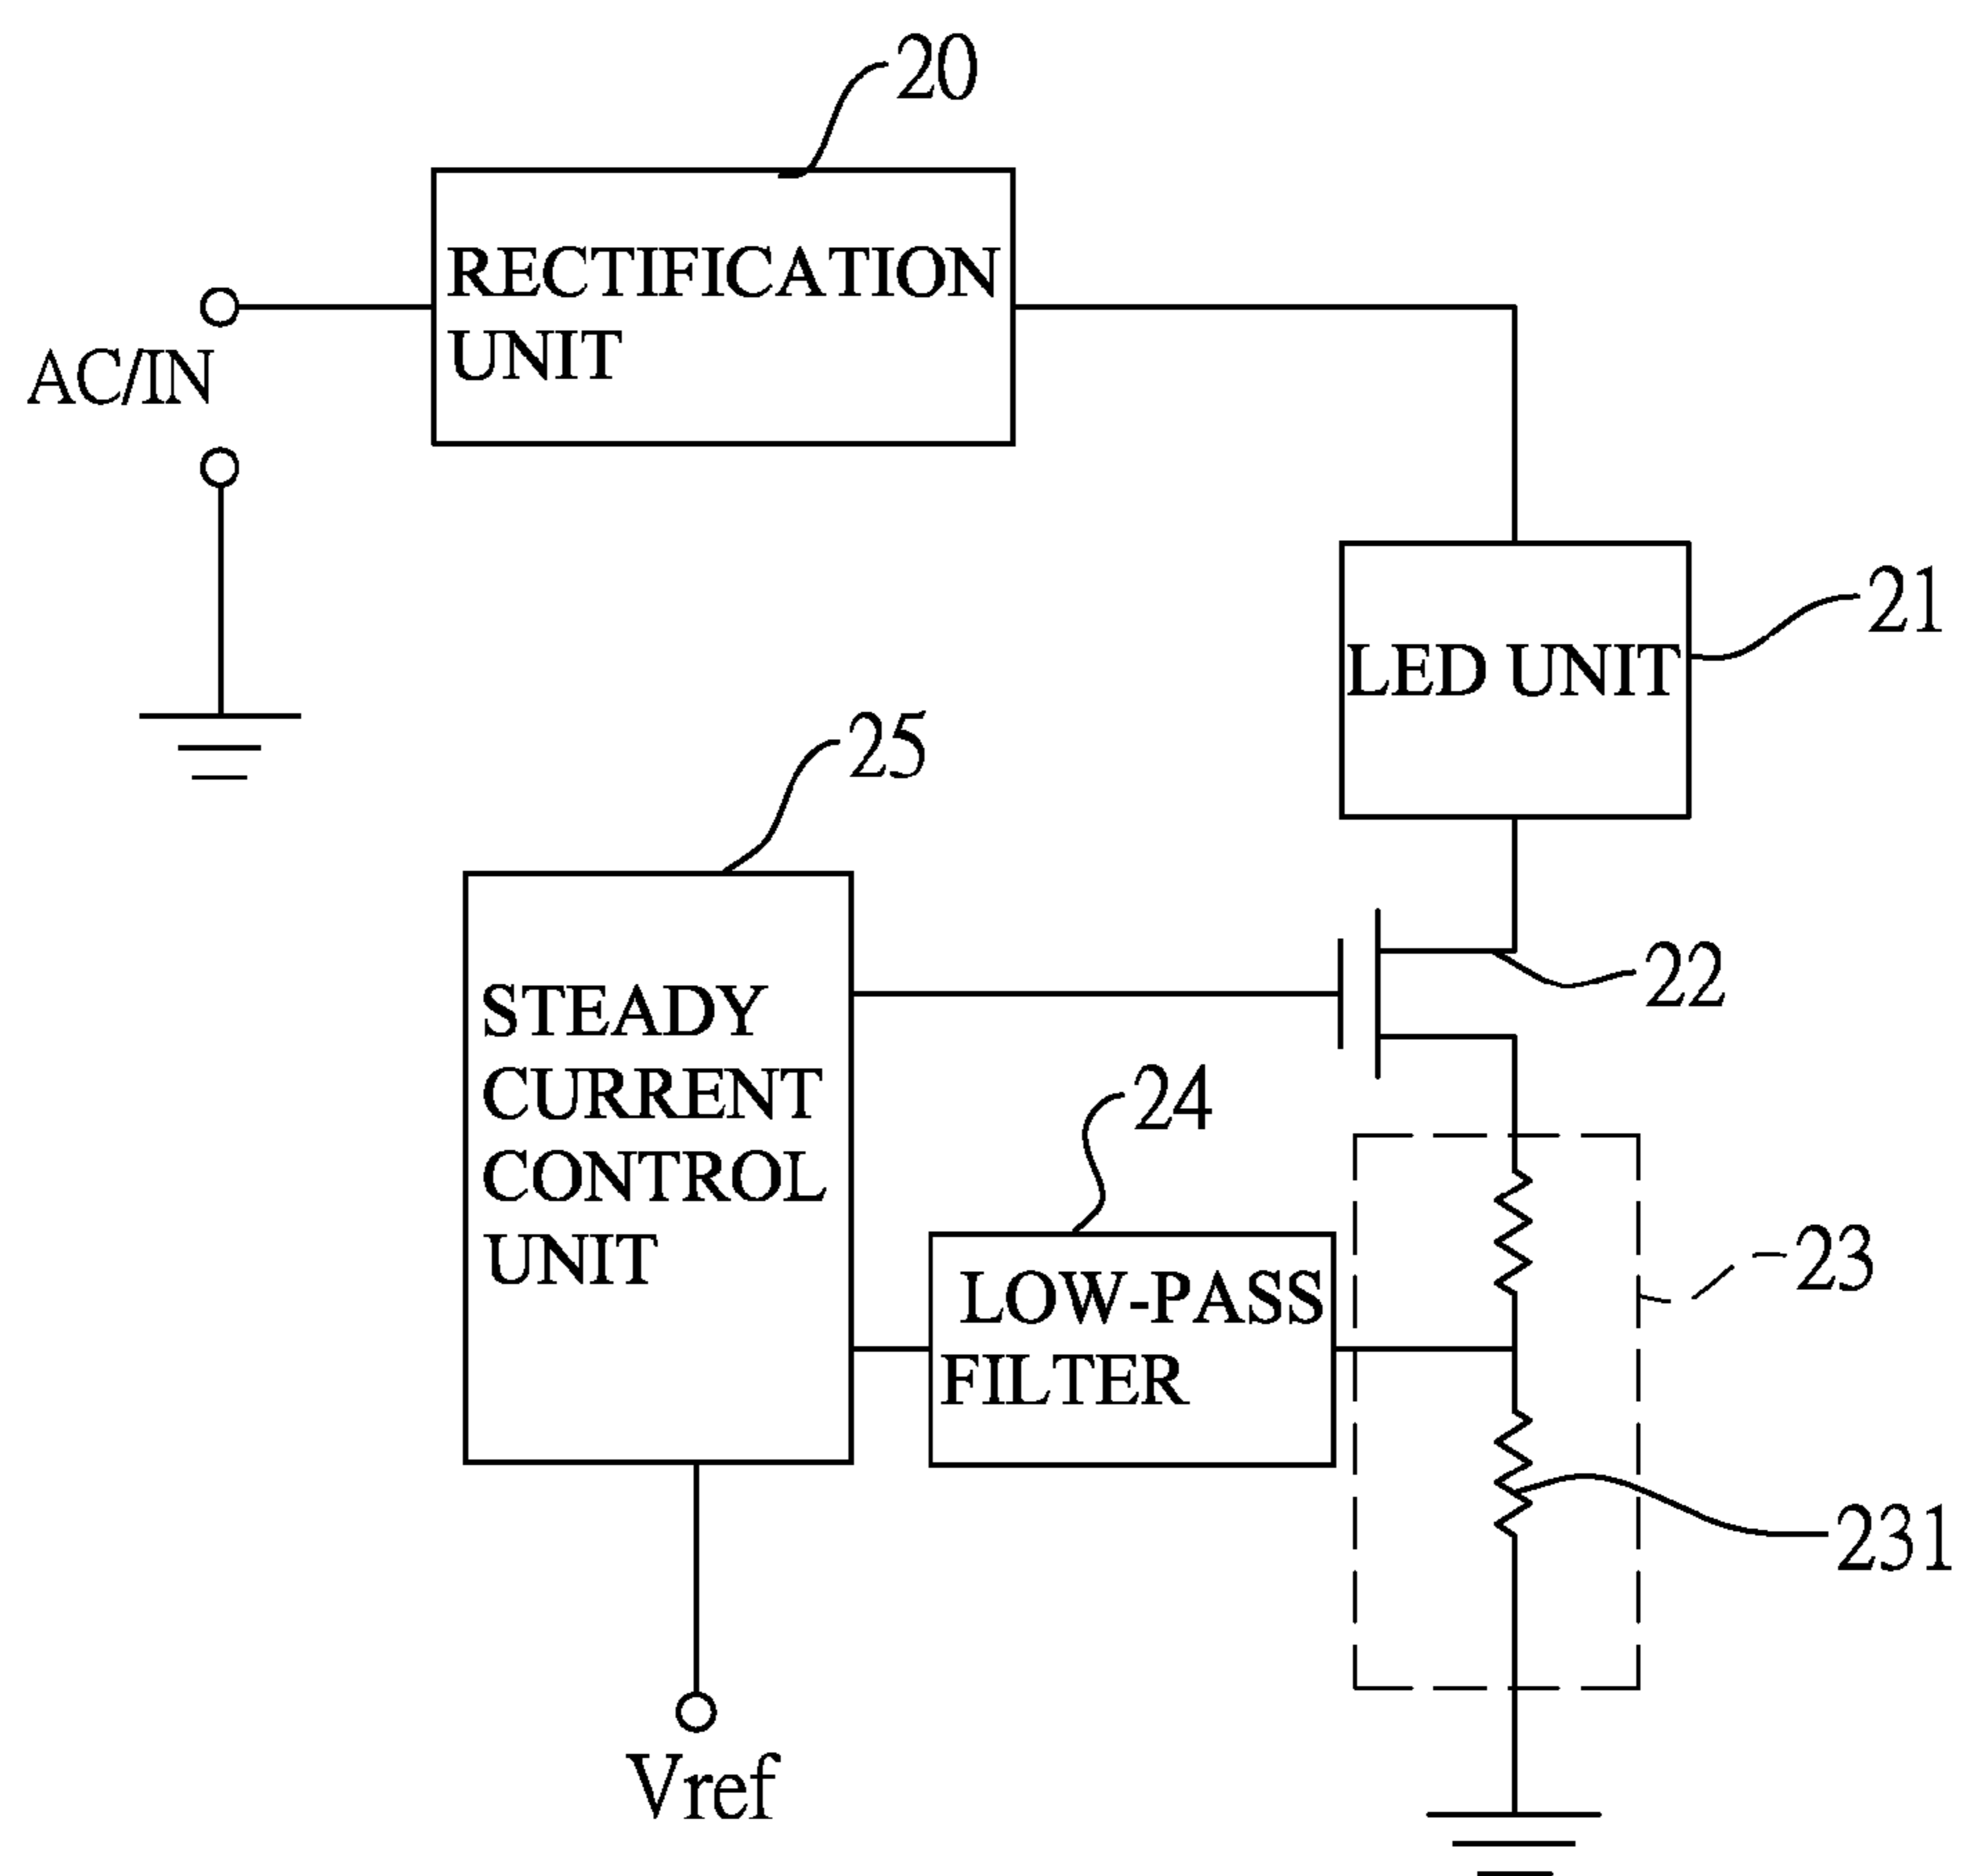 20
RECTIFICATION
UNIT
AC/IN
21
LED UNIT
25
22
STEADY
CURRENT
CONTROL
UNIT
24
23
LOW-PASS
FILTER
231
Vref